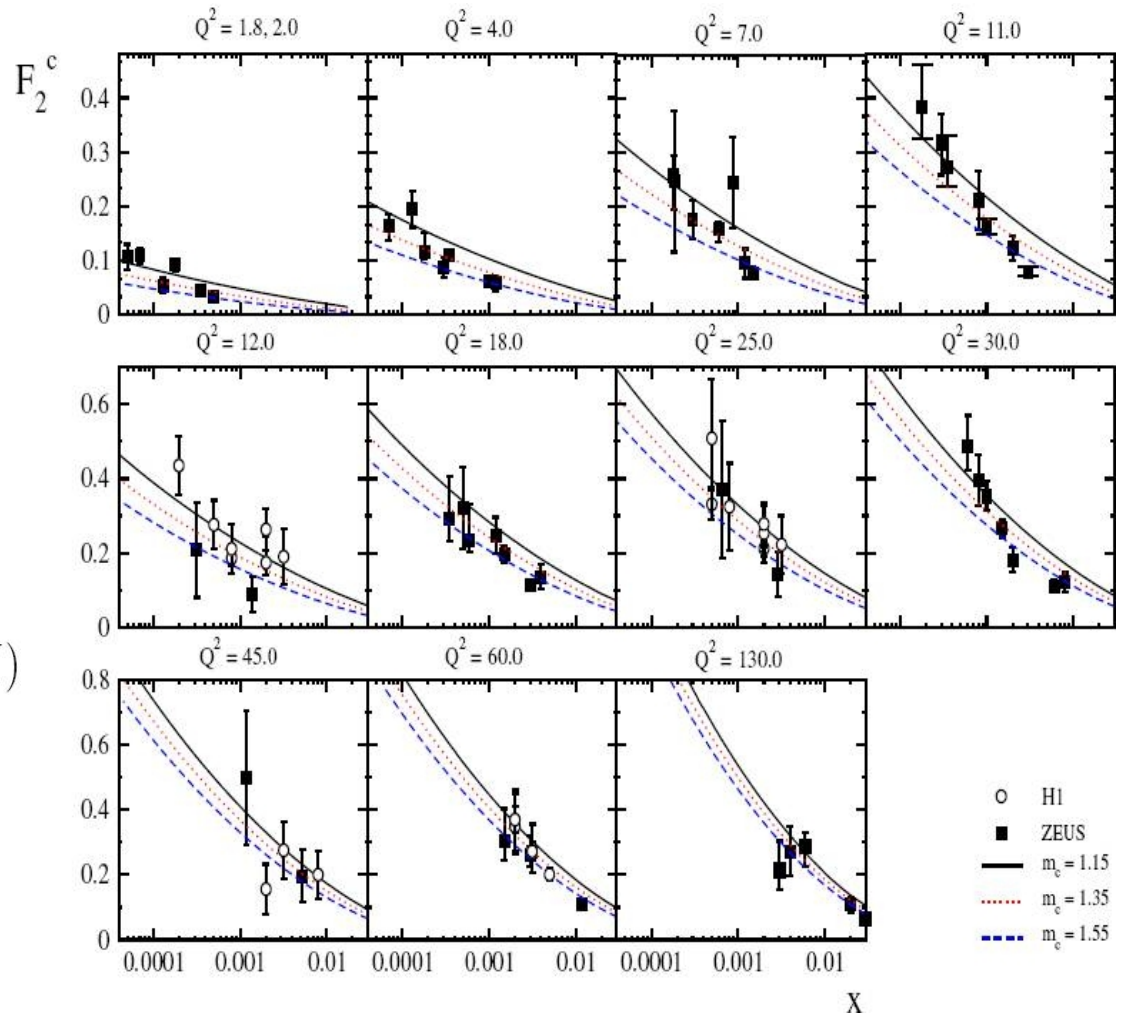 Q² = 1.8, 2.0 Q² = 4.0 Q² = 7.0 Q² = 11.0
F₂ᶜ
0.4
0.3
0.2
0.1
0
Q² = 12.0 Q² = 18.0 Q² = 25.0 Q² = 30.0
0.6
0.4
0.2
0
)
Q² = 45.0 Q² = 60.0 Q² = 130.0
0.8
0.6
0.4
0.2
0
0.0001 0.001 0.01 0.0001 0.001 0.01 0.0001 0.001 0.01
x
H1
ZEUS
m_c = 1.15
m_c = 1.35
m_c = 1.55